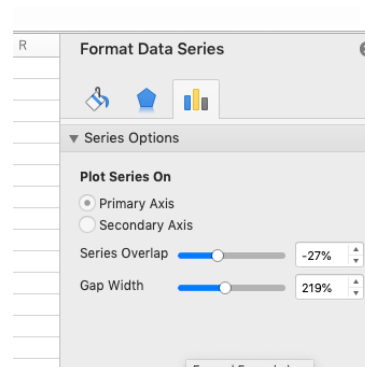 R
Format Data Series
Series Options
Plot Series On
Primary Axis
Secondary Axis
Series Overlap -27%
Gap Width 219%